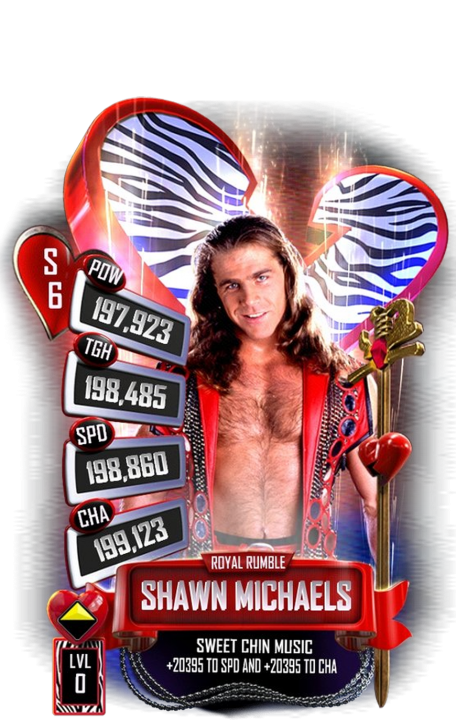 S
6
POW
197,923
TGH
198,485
SPD
198,860
CHA
199,123
ROYAL RUMBLE
SHAWN MICHAELS
SWEET CHIN MUSIC
+20395 TO SPD AND +20395 TO CHA
LVL
0